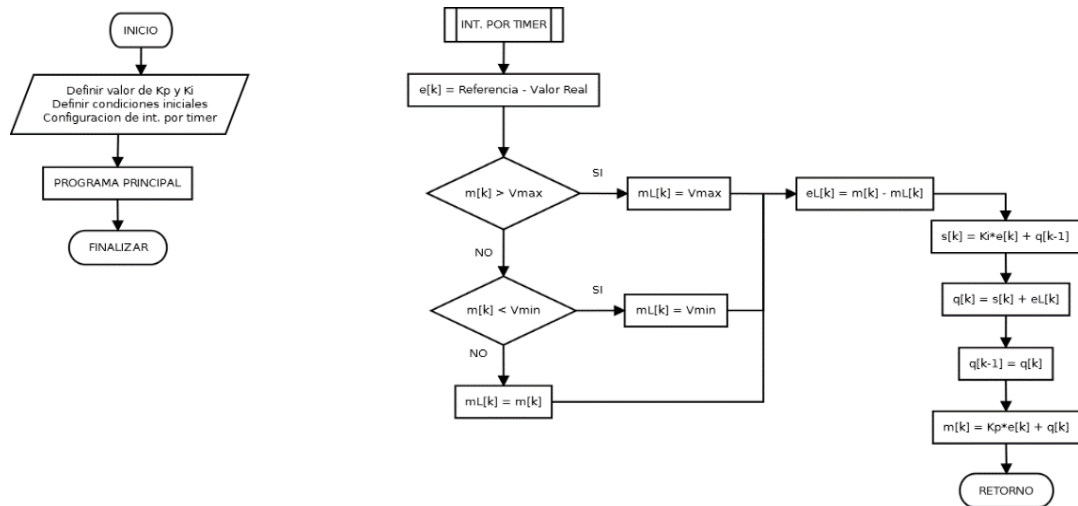 INICIO
Definir valor de Kp y Ki
Definir condiciones iniciales
Configuracion de int. por timer
PROGRAMA PRINCIPAL
FINALIZAR
INT. POR TIMER
e[k] = Referencia - Valor Real
m[k] > Vmax
SI
mL[k] = Vmax
NO
m[k] < Vmin
SI
mL[k] = Vmin
NO
mL[k] = m[k]
eL[k] = m[k] - mL[k]
s[k] = Ki*e[k] + q[k-1]
q[k] = s[k] + eL[k]
q[k-1] = q[k]
m[k] = Kp*e[k] + q[k]
RETORNO